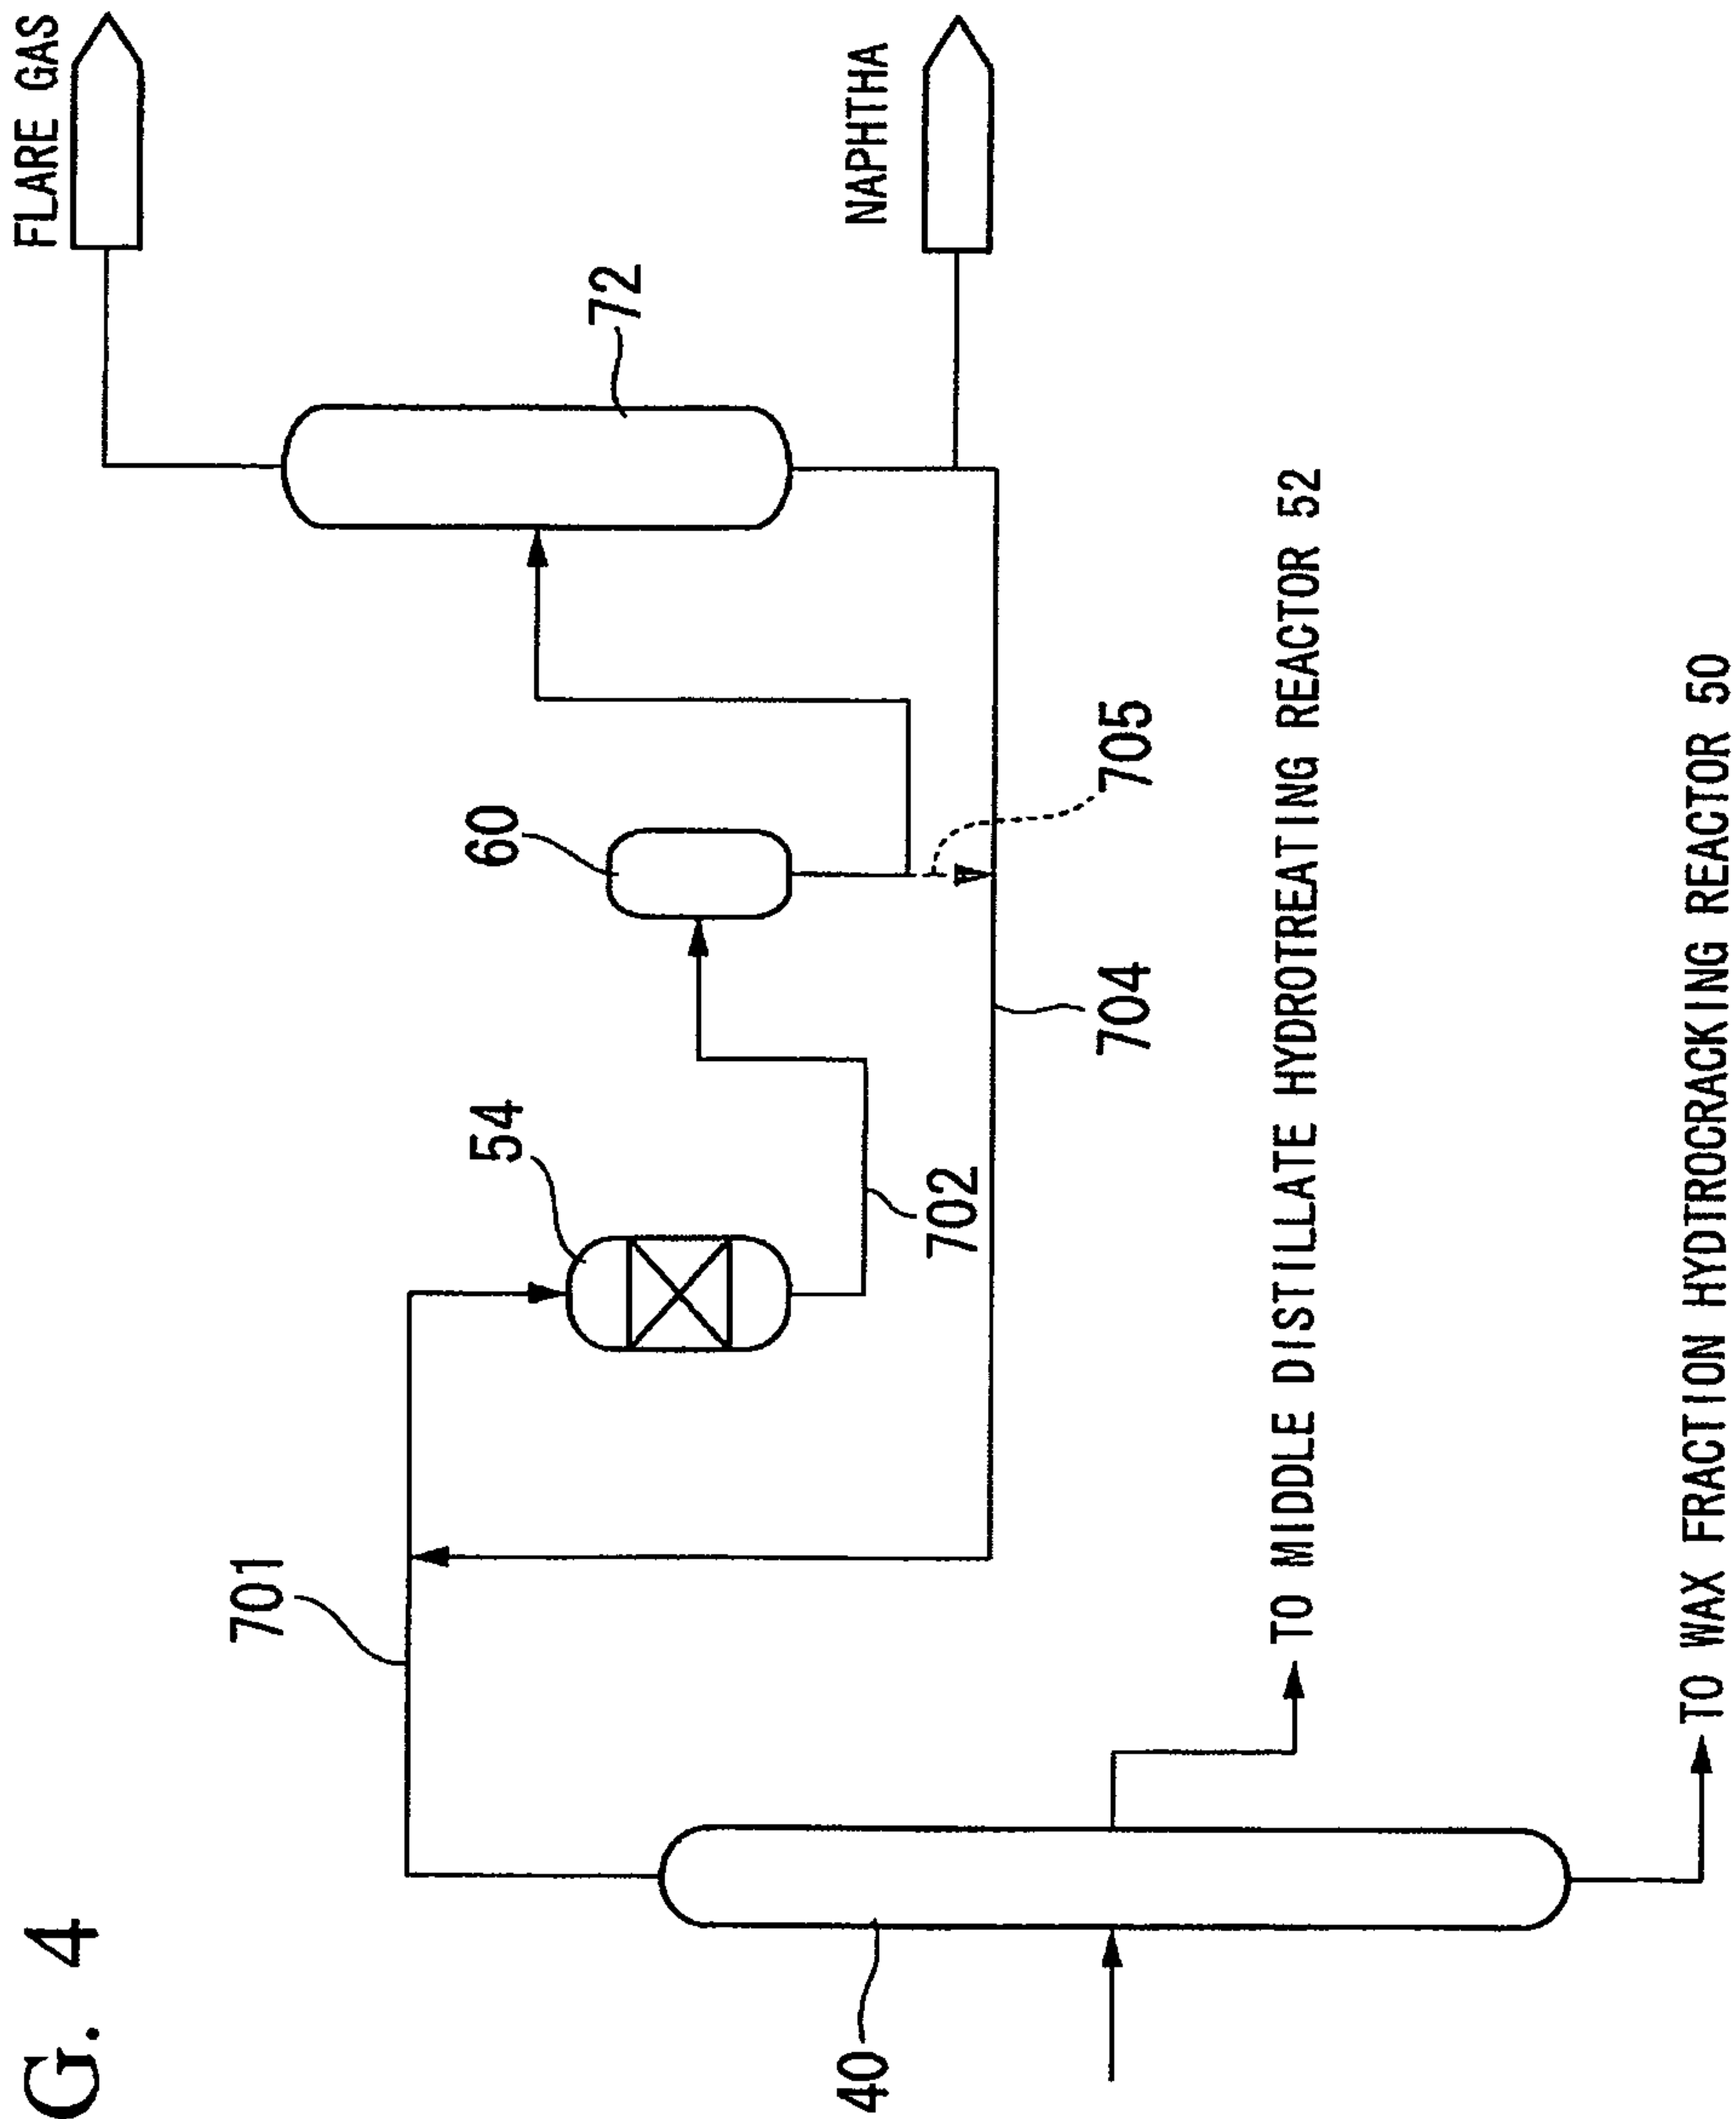 G. 4
FLARE GAS
701
54
60
72
NAPHTHA
40
702
704
705
TO MIDDLE DISTILLATE HYDROTREATING REACTOR 52
TO WAX FRACTION HYDTROCRACKING REACTOR 50